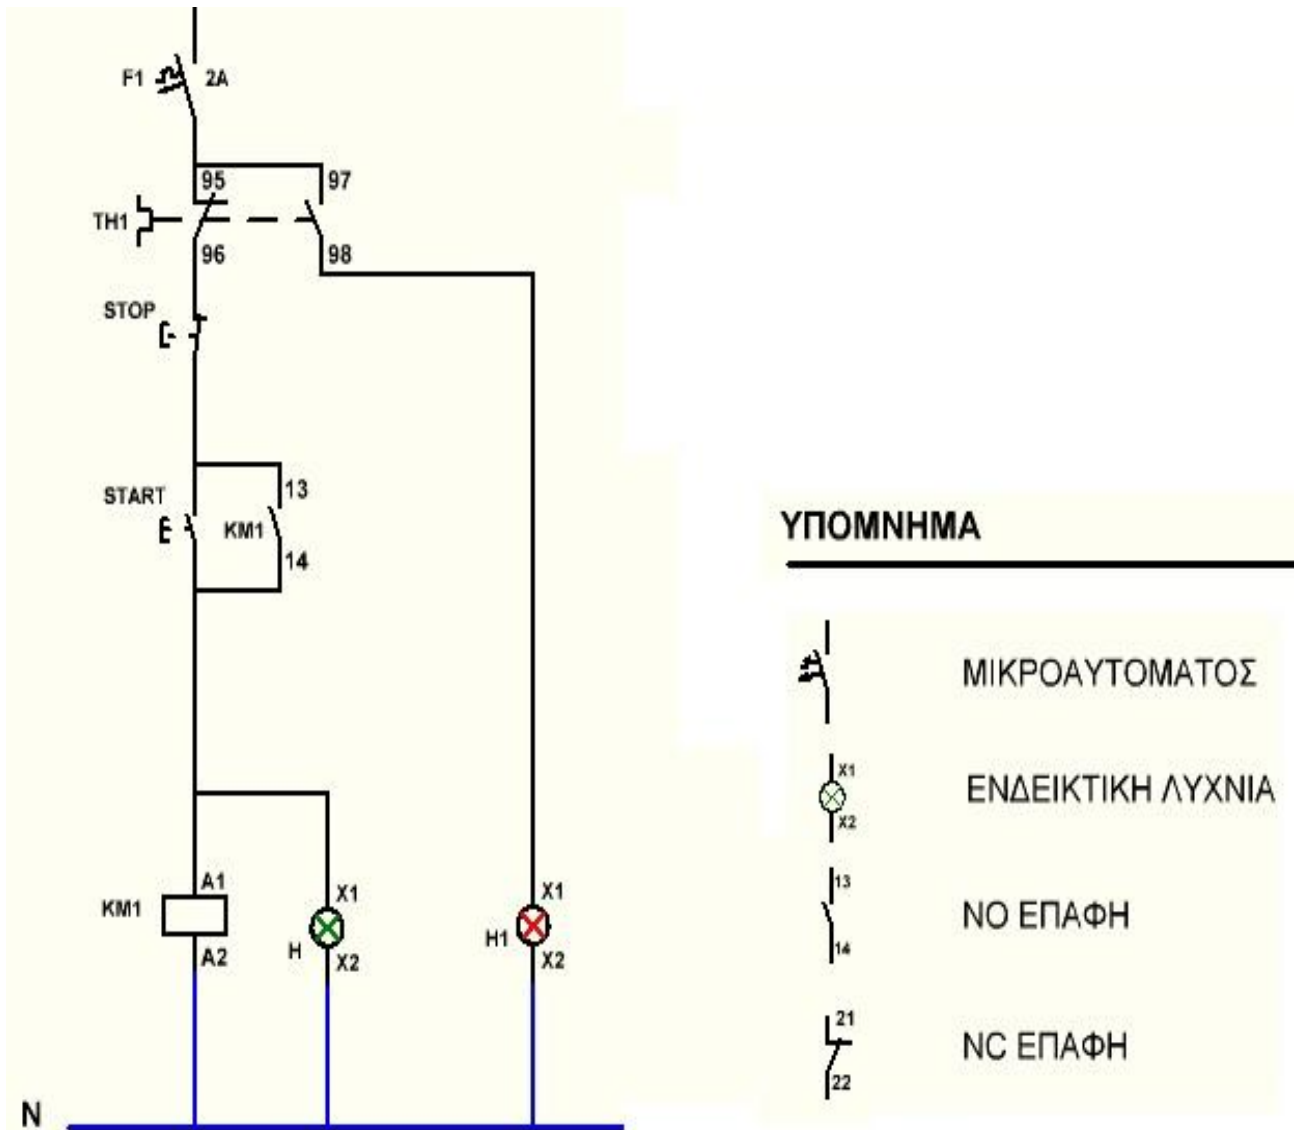 F1 2A
95 97
TH1
96 98
STOP
START
13
KM1
14
A1
X1
X1
KM1
H
H1
A2
X2
X2
N
ΥΠΟΜΝΗΜΑ
ΜΙΚΡΟΑΥΤΟΜΑΤΟΣ
X1
ΕΝΔΕΙΚΤΙΚΗ ΛΥΧΝΙΑ
X2
13
NO ΕΠΑΦΗ
14
21
NC ΕΠΑΦΗ
22